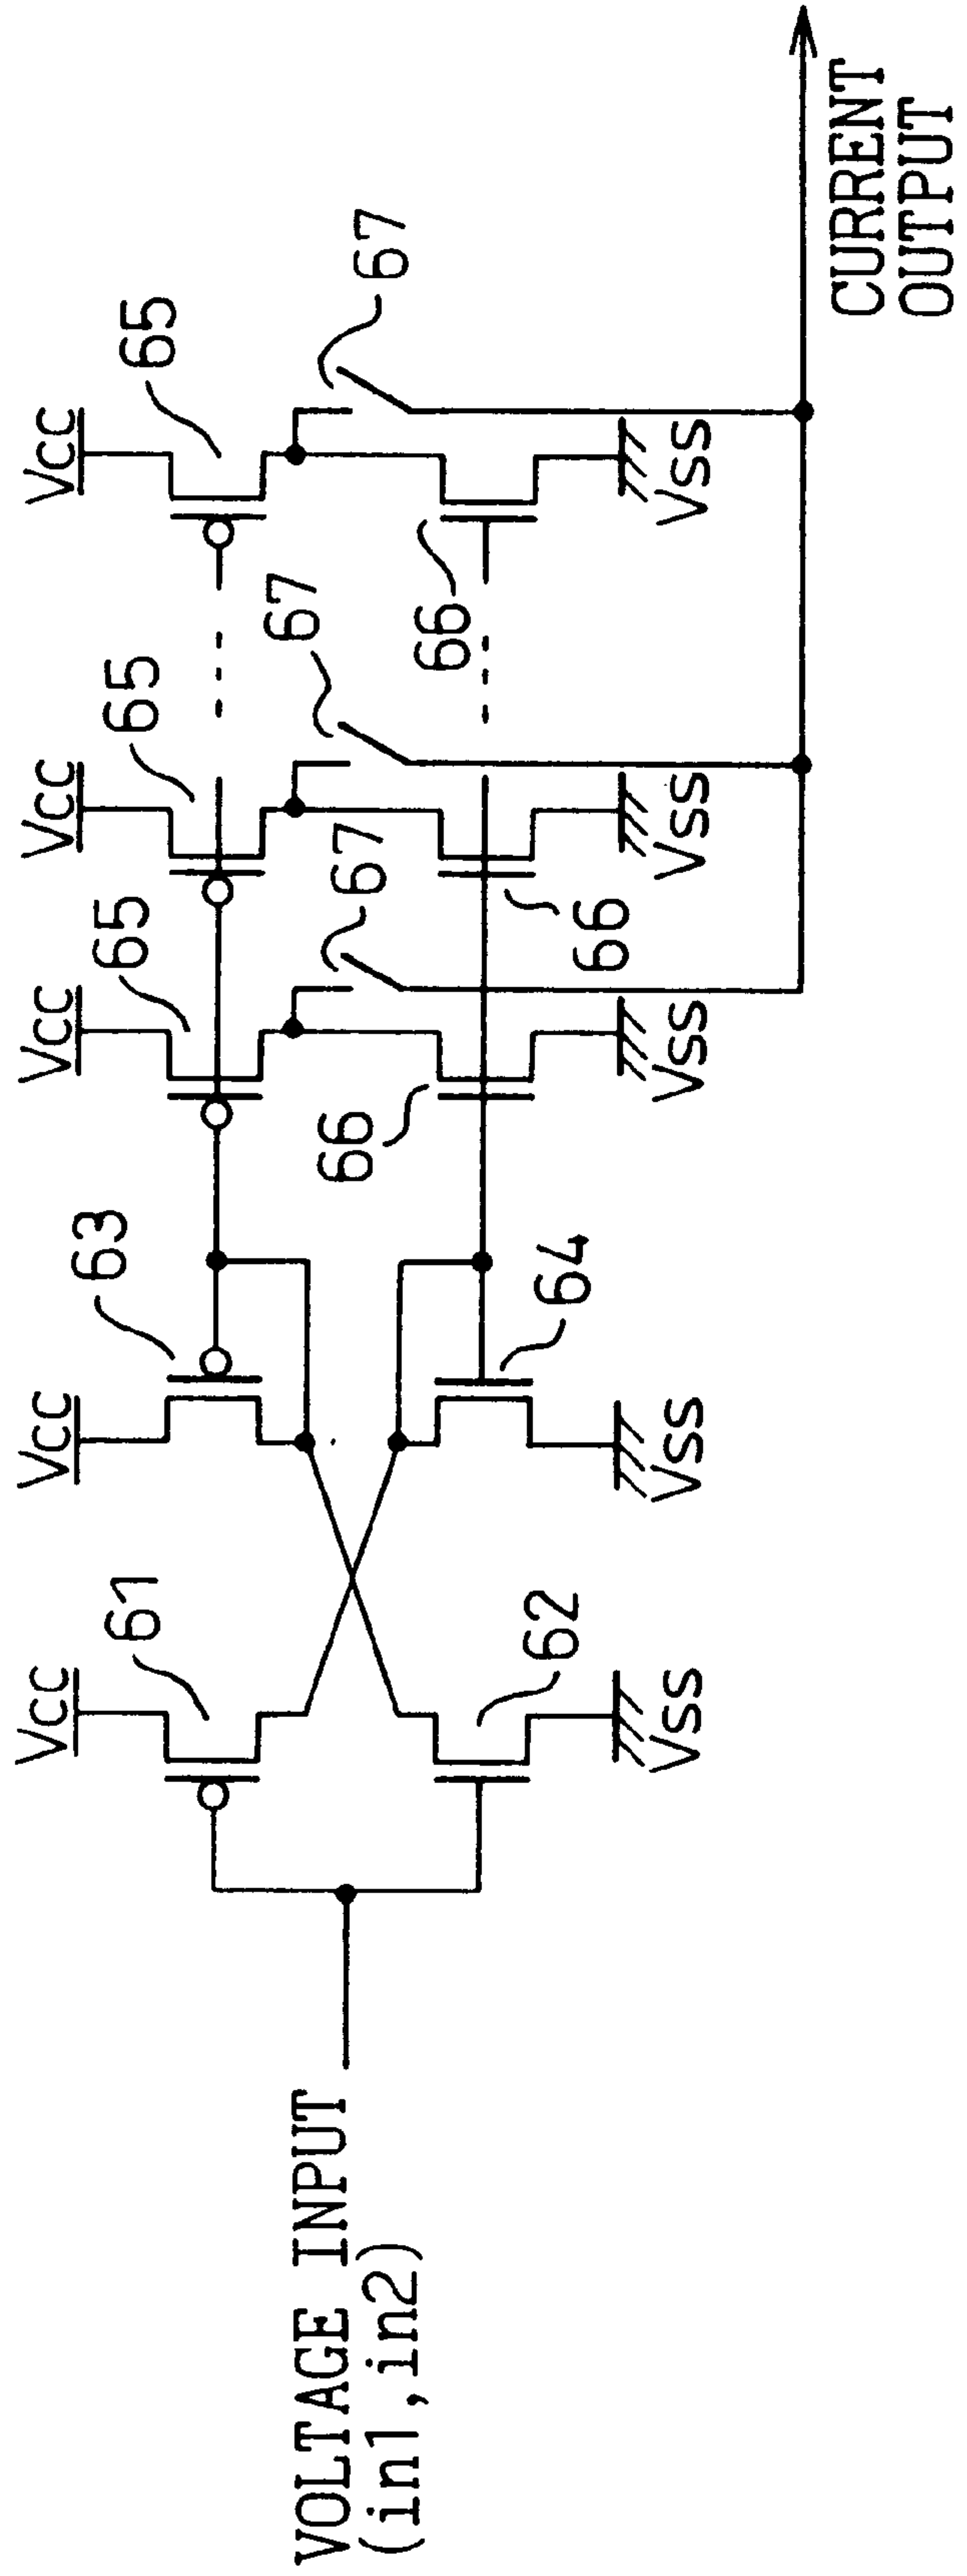 VCC
VCC
VCC
VCC
VCC
61
63
65
65
65
67
67
67
VOLTAGE INPUT
(in1,in2)
62
64
66
66
66
VSS
VSS
VSS
VSS
VSS
CURRENT
OUTPUT